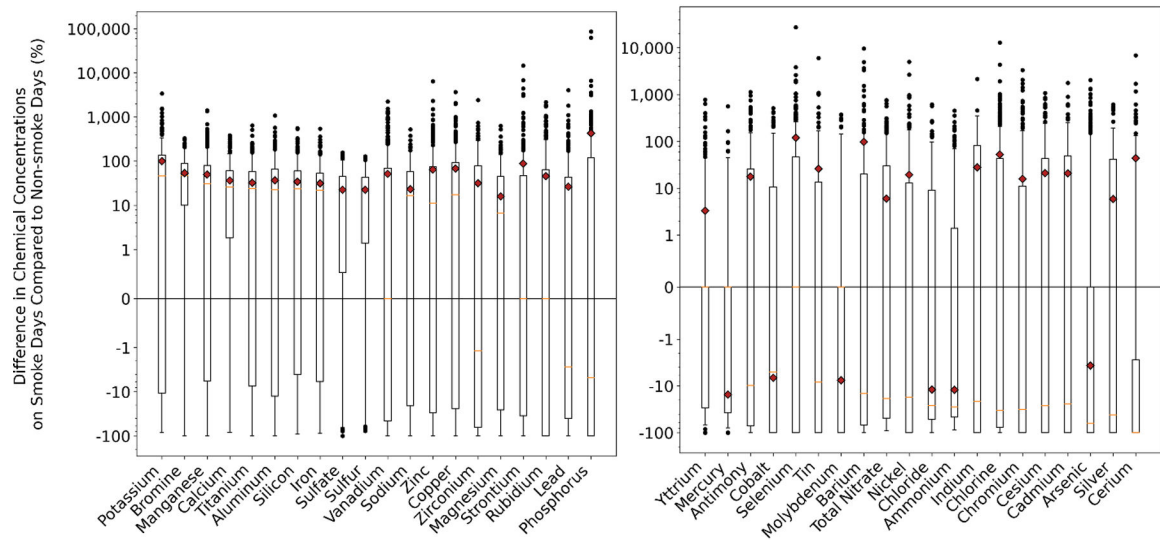 Difference in Chemical Concentrations
on Smoke Days Compared to Non-smoke Days (%)
100,000
10,000
1,000
100
10
1
0
-1
-10
-100
Potassium
Bromine
Manganese
Calcium
Titanium
Aluminum
Silicon
Iron
Sulfate
Sulfur
Vanadium
Sodium
Zinc
Copper
Zirconium
Magnesium
Strontium
Rubidium
Lead
Phosphorus
10,000
1,000
100
10
1
0
-1
-10
-100
Yttrium
Mercury
Antimony
Cobalt
Selenium
Tin
Molybdenum
Barium
Total Nitrate
Nickel
Chloride
Ammonium
Indium
Chlorine
Chromium
Cesium
Cadmium
Arsenic
Silver
Cerium